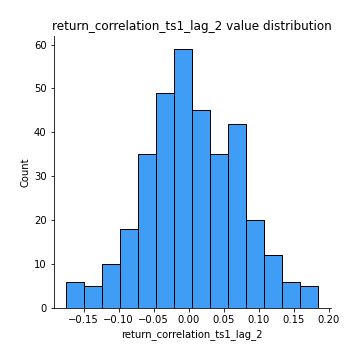 return_correlation_ts1_lag_2 value distribution
60
50
40
30
20
10
0
Count
−0.15 −0.10 −0.05 0.00 0.05 0.10 0.15 0.20
return_correlation_ts1_lag_2